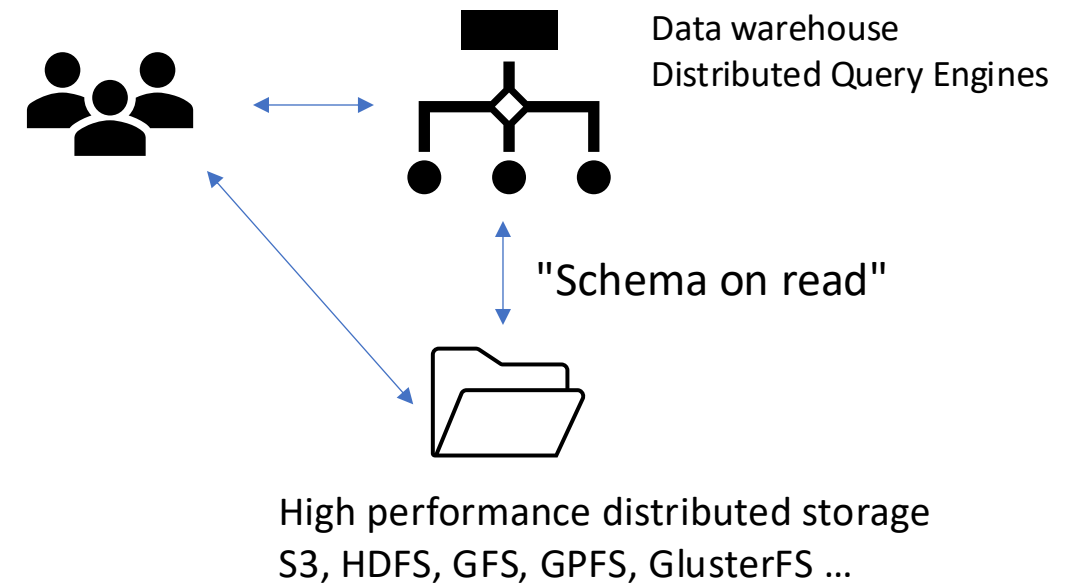 Data warehouse
Distributed Query Engines
"Schema on read"
High performance distributed storage
S3, HDFS, GFS, GPFS, GlusterFS …